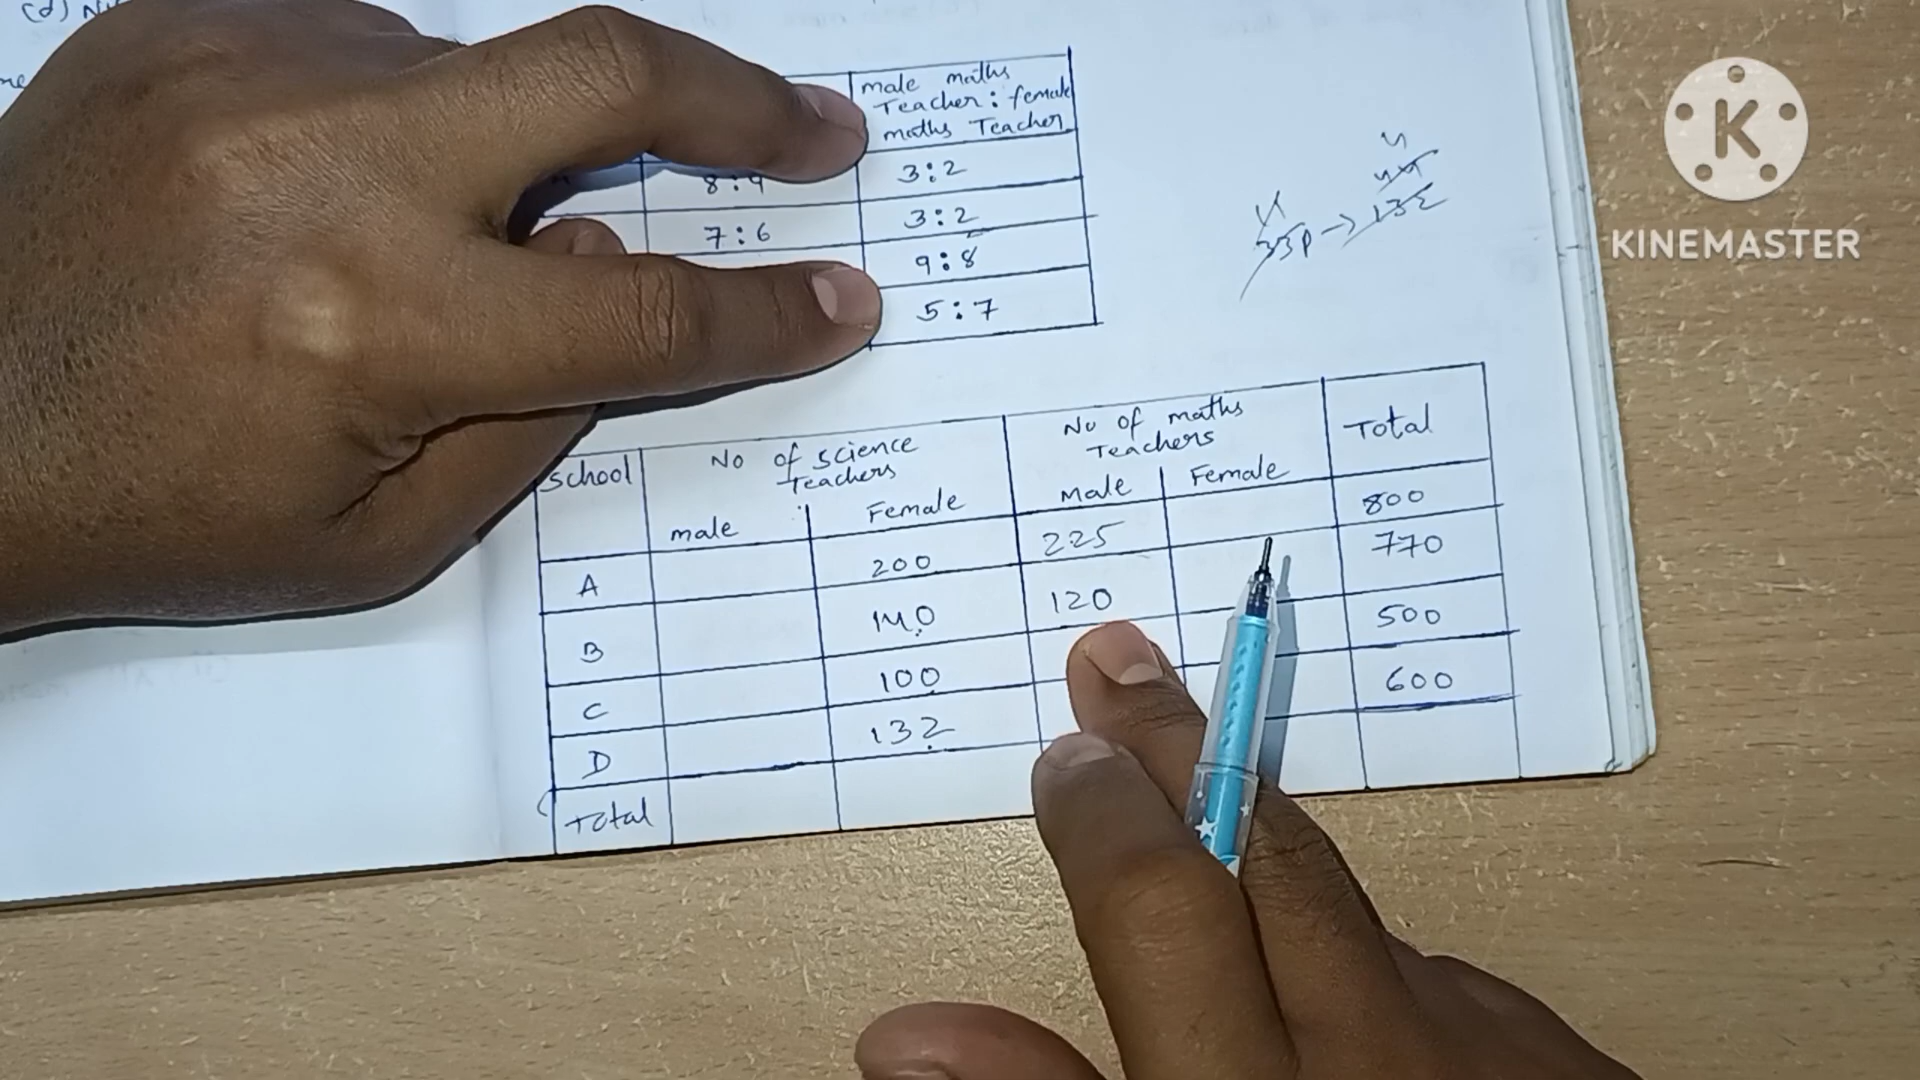 (d)
male maths
Teacher : female
maths Teacher
8:9 3:2
7:6 3:2
9:8
5:7
33P → 132
K
KINEMASTER
School No of science Teachers No of maths Teachers Total
male Female Male Female
A 200 225 800
B 140 120 770
C 100 500
D 132 600
Total